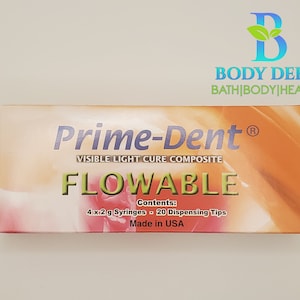 B
BODY DE
BATH|BODY|HEA
Prime-Dent®
VISIBLE LIGHT CURE COMPOSITE
FLOWABLE
Contents:
4 x 2 g Syringes - 20 Dispensing Tips
Made in USA